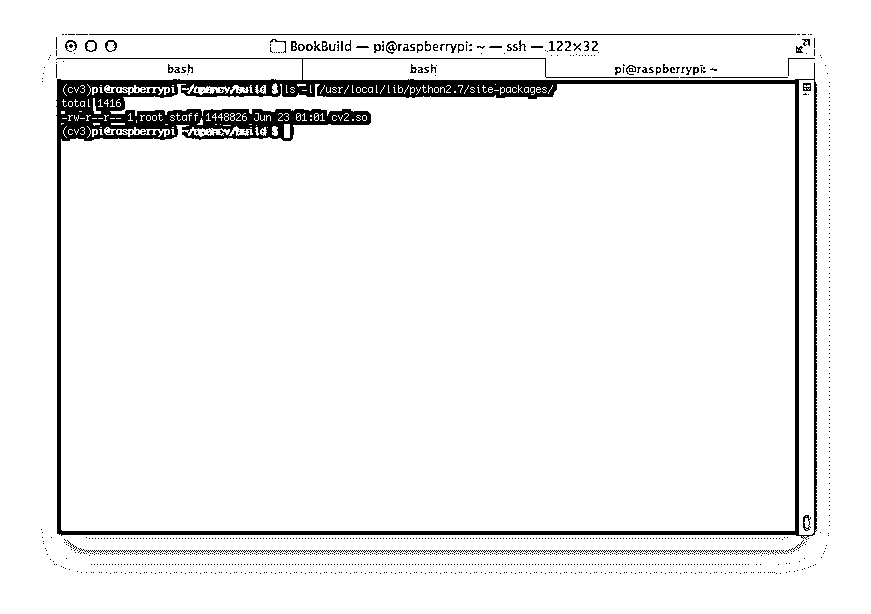 BookBuild — pi@raspberrypi: ~ — ssh — 122×32
bash
bash
pi@raspberrypi: ~
(cv3)pi@raspberrypi ~/opencv/build $ ls -l /usr/local/lib/python2.7/site-packages/
total 1416
-rw-r--r-- 1 root staff 1448826 Jun 23 01:01 cv2.so
(cv3)pi@raspberrypi ~/opencv/build $